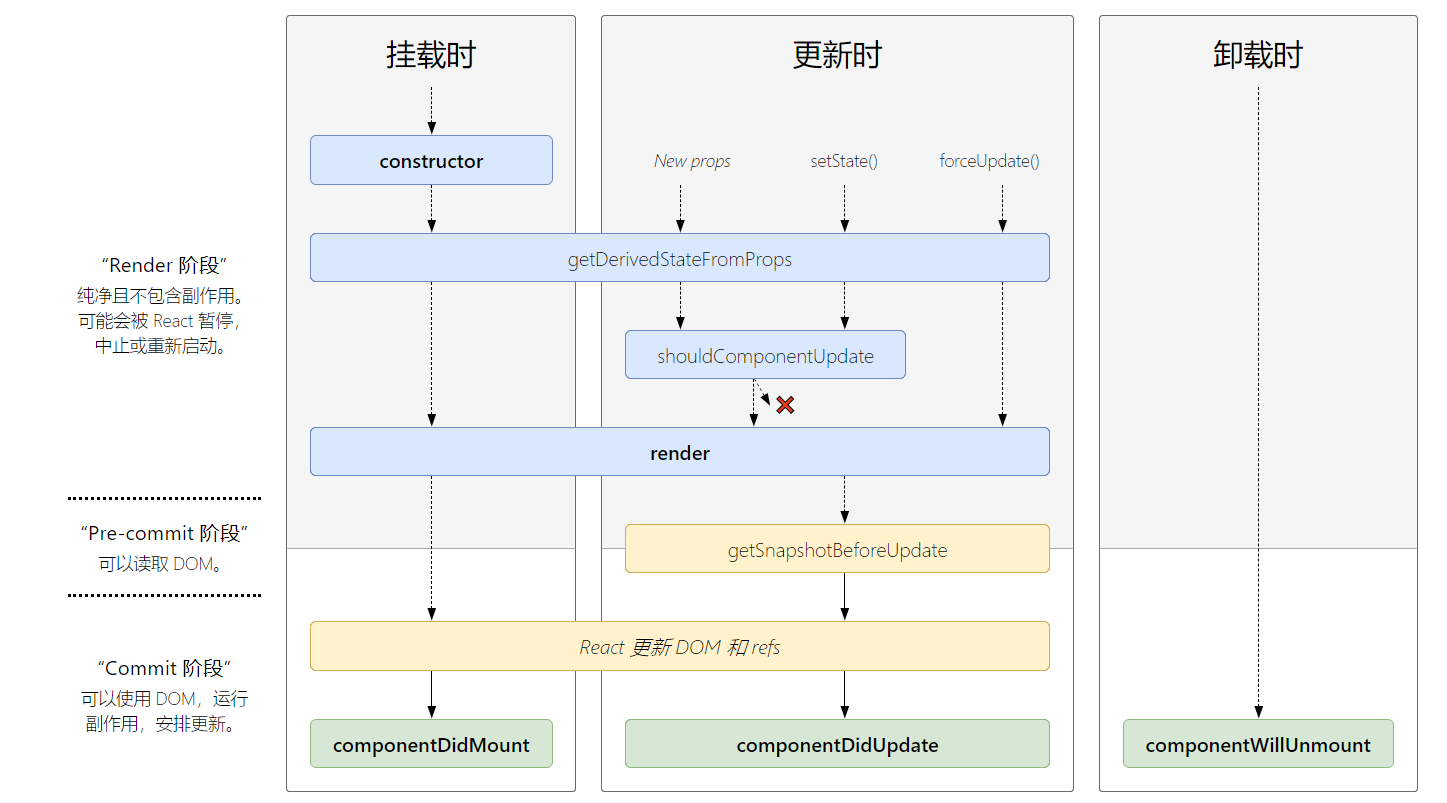 挂载时
更新时
卸载时
constructor
New props
setState()
forceUpdate()
“Render 阶段”
纯净且不包含副作用。
可能会被 React 暂停，
中止或重新启动。
getDerivedStateFromProps
shouldComponentUpdate
render
“Pre-commit 阶段”
可以读取 DOM。
getSnapshotBeforeUpdate
React 更新 DOM 和 refs
“Commit 阶段”
可以使用 DOM，运行
副作用，安排更新。
componentDidMount
componentDidUpdate
componentWillUnmount